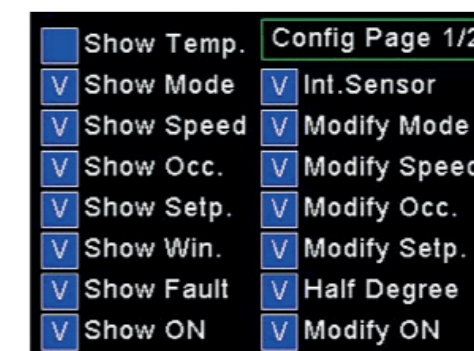 Show Temp. Config Page 1/2
V Show Mode V Int.Sensor
V Show Speed V Modify Mode
V Show Occ. V Modify Speed
V Show Setp. V Modify Occ.
V Show Win. V Modify Setp.
V Show Fault V Half Degree
V Show ON V Modify ON